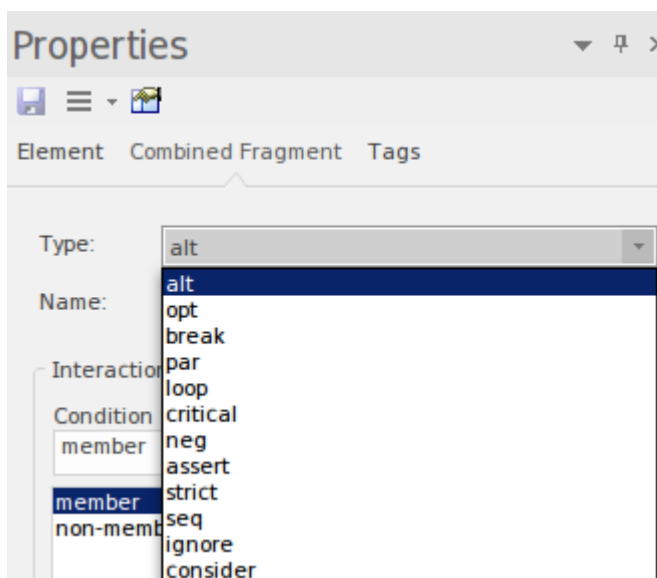 Properties
Element Combined Fragment Tags
Type: alt
alt
Name:
opt
break
par
Interaction
loop
Condition
critical
member
neg
assert
member
strict
non-memb
seq
ignore
consider